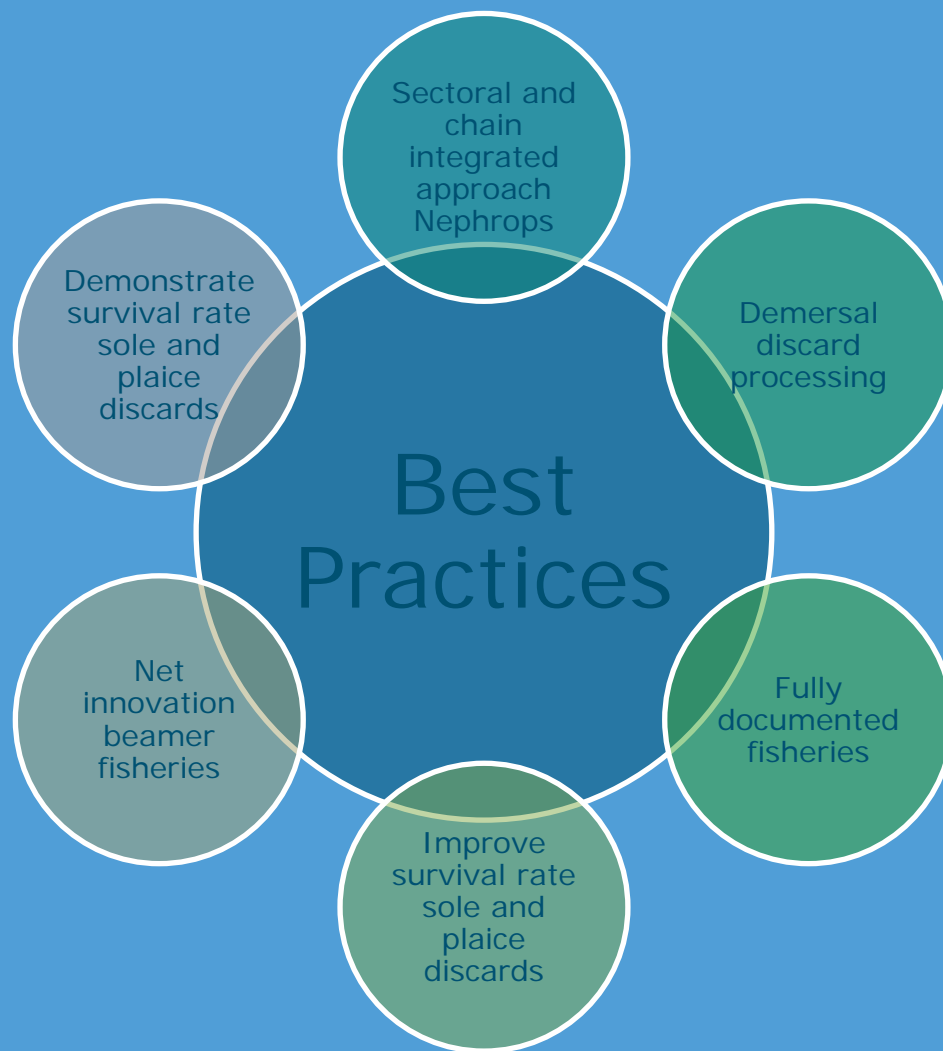 Sectoral and
chain
integrated
approach
Nephrops
Demersal
discard
processing
Fully
documented
fisheries
Improve
survival rate
sole and
plaice
discards
Net
innovation
beamer
fisheries
Demonstrate
survival rate
sole and
plaice
discards
Best
Practices